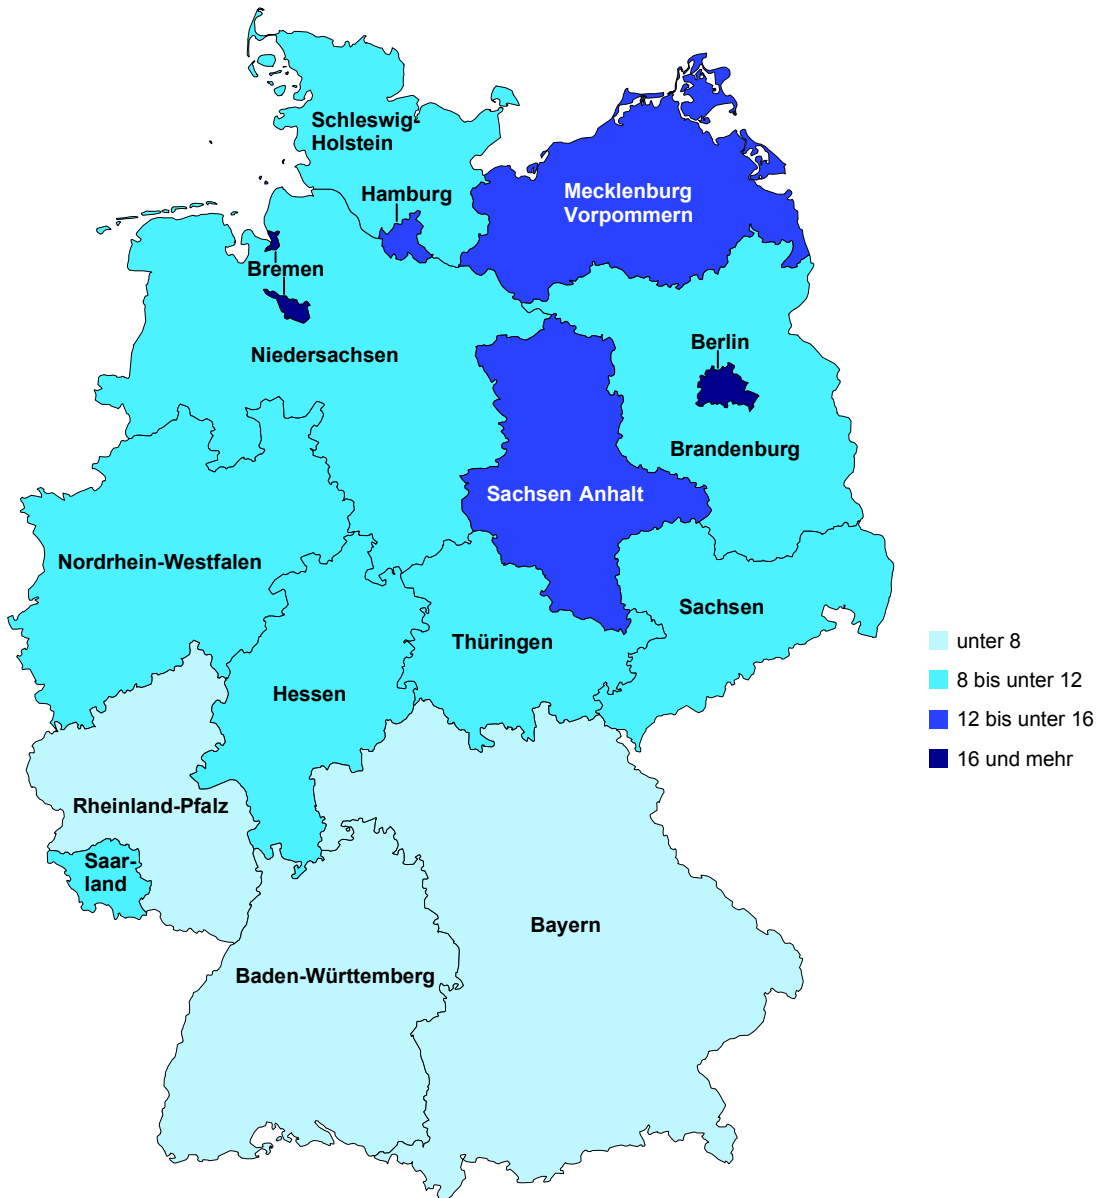 Schleswig-
Holstein
Hamburg
Mecklenburg
Vorpommern
Bremen
Niedersachsen
Berlin
Brandenburg
Sachsen Anhalt
Nordrhein-Westfalen
Sachsen
Thüringen
Hessen
Rheinland-Pfalz
Saar-
land
Bayern
Baden-Württemberg
unter 8
8 bis unter 12
12 bis unter 16
16 und mehr